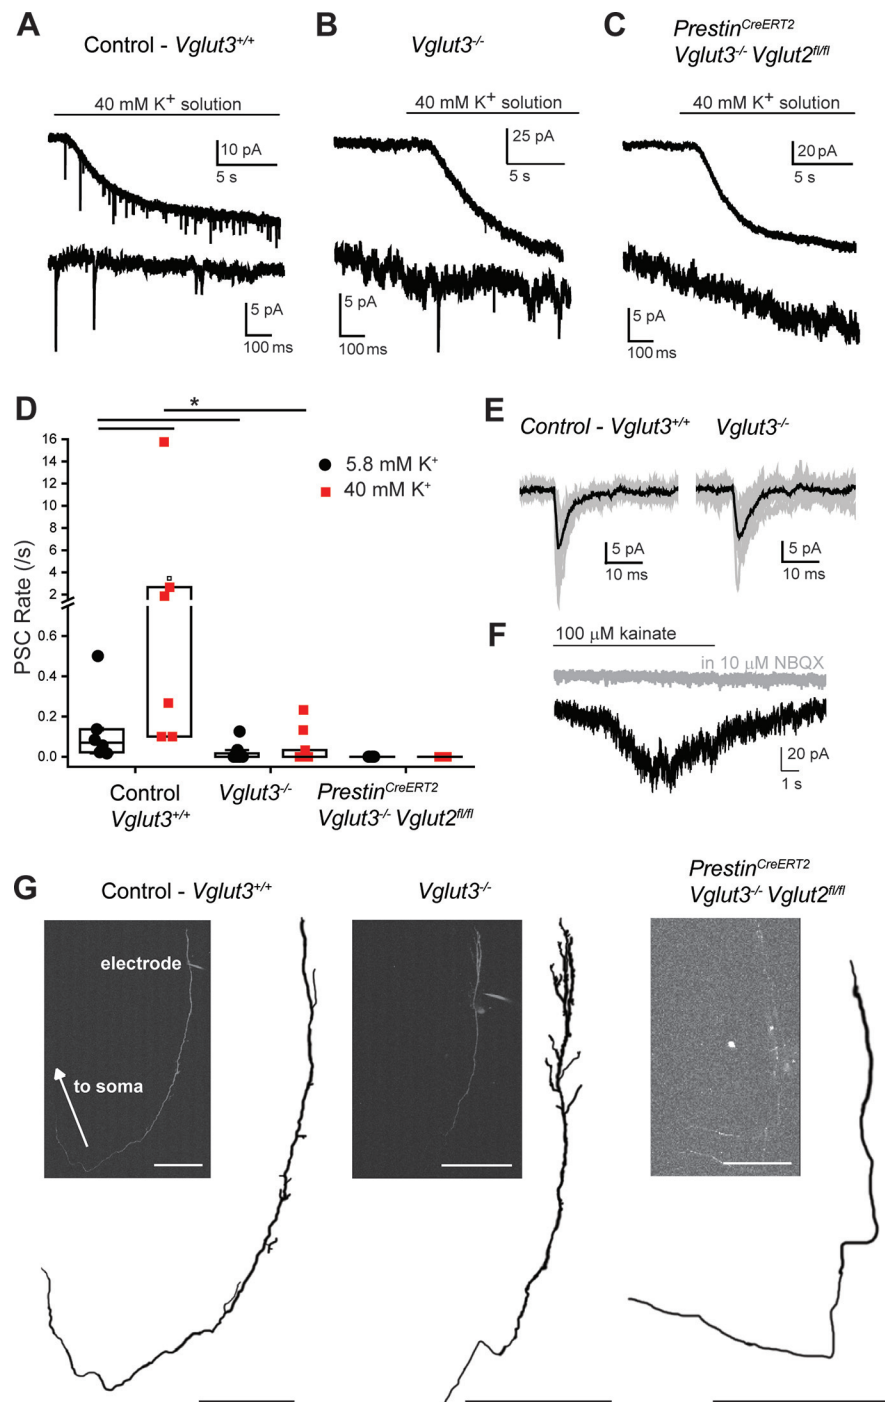 A
Control - Vglut3+/+
40 mM K+ solution
10 pA
5 s
5 pA
100 ms
B
Vglut3-/-
40 mM K+ solution
25 pA
5 s
5 pA
100 ms
C
PrestinCreERT2
Vglut3-/- Vglut2fl/fl
40 mM K+ solution
20 pA
5 s
5 pA
100 ms
D
*
PSC Rate (/s)
16
14
12
10
8
6
4
2
0.6
0.4
0.2
0.0
5.8 mM K+
40 mM K+
Control
Vglut3+/+
Vglut3-/-
PrestinCreERT2
Vglut3-/- Vglut2fl/fl
E
Control - Vglut3+/+
Vglut3-/-
5 pA
10 ms
5 pA
10 ms
F
100 µM kainate
in 10 µM NBQX
20 pA
1 s
G
Control - Vglut3+/+
electrode
to soma
Vglut3-/-
PrestinCreERT2
Vglut3-/- Vglut2fl/fl